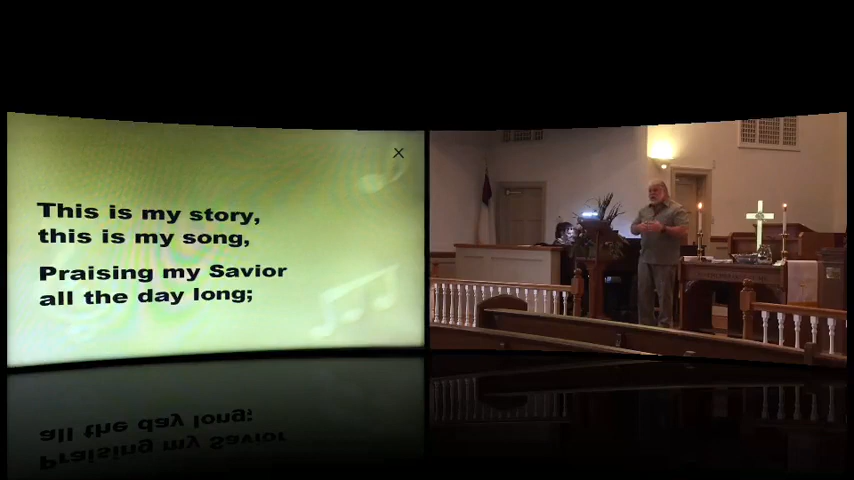 This is my story,
this is my song,
Praising my Savior
all the day long;